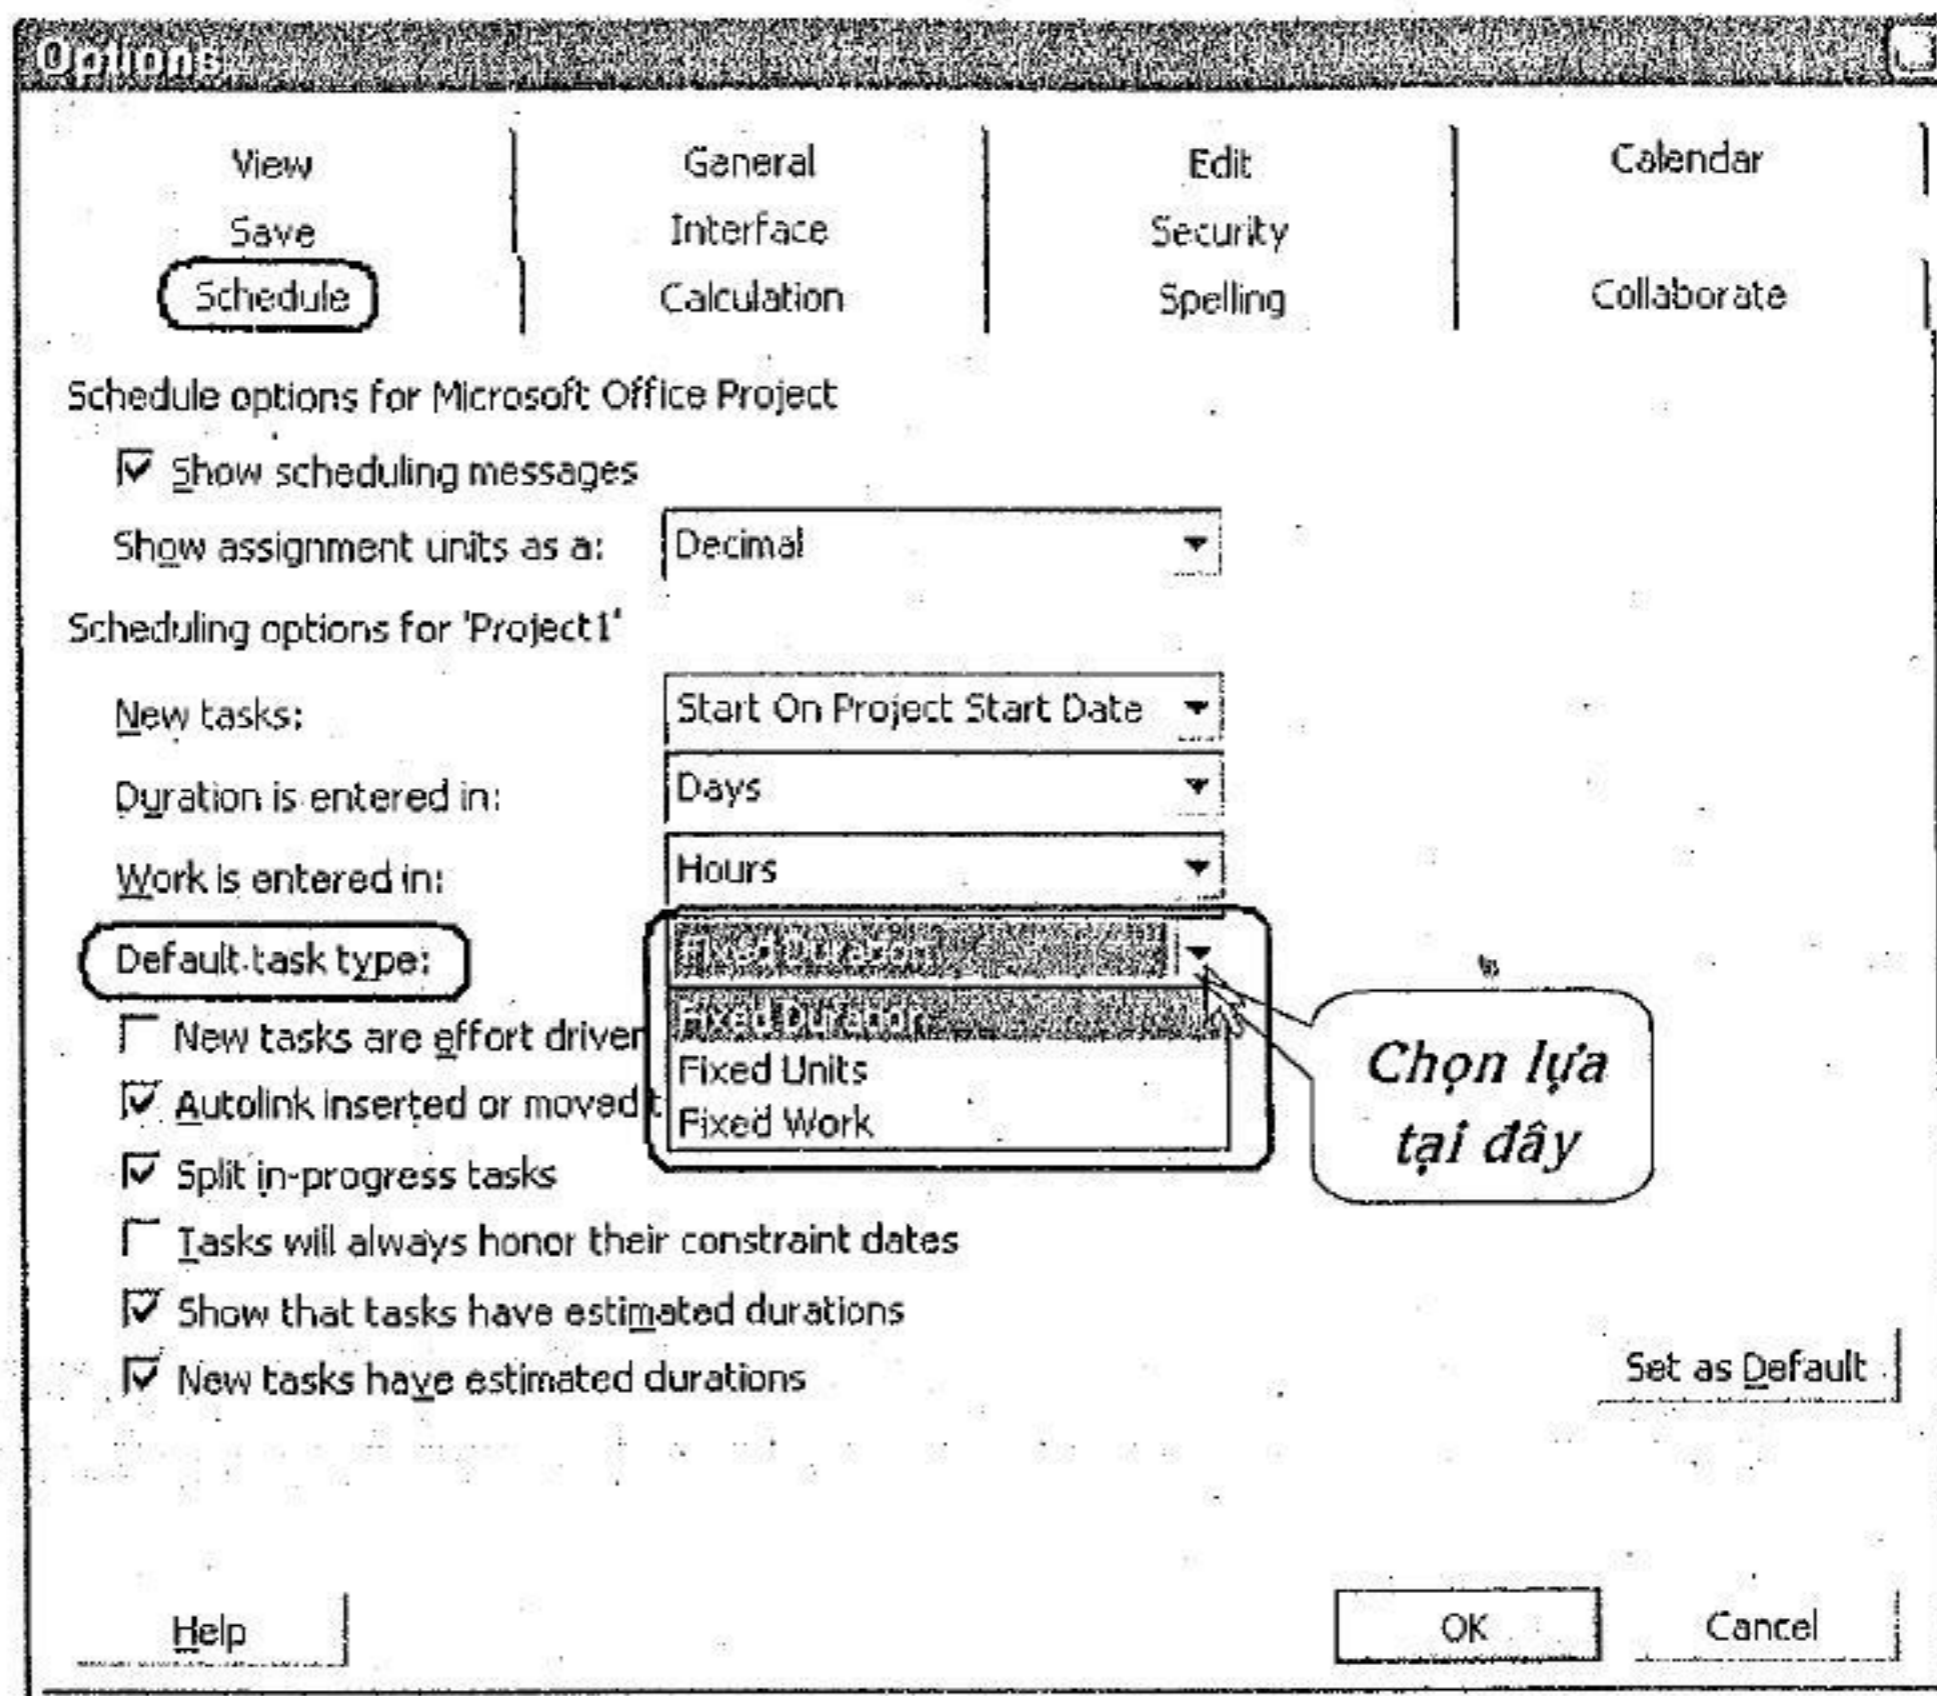 Options
View General Edit Calendar
Save Interface Security
Schedule Calculation Spelling Collaborate
Schedule options for Microsoft Office Project
Show scheduling messages
Show assignment units as a: Decimal
Scheduling options for 'Project1'
New tasks: Start On Project Start Date
Duration is entered in: Days
Work is entered in: Hours
Default task type: Fixed Duration
Fixed Duration
New tasks are effort driven
Fixed Units
Autolink inserted or moved t
Fixed Work
Chọn lựa
tại đây
Split in-progress tasks
Tasks will always honor their constraint dates
Show that tasks have estimated durations
New tasks have estimated durations
Set as Default
Help OK Cancel